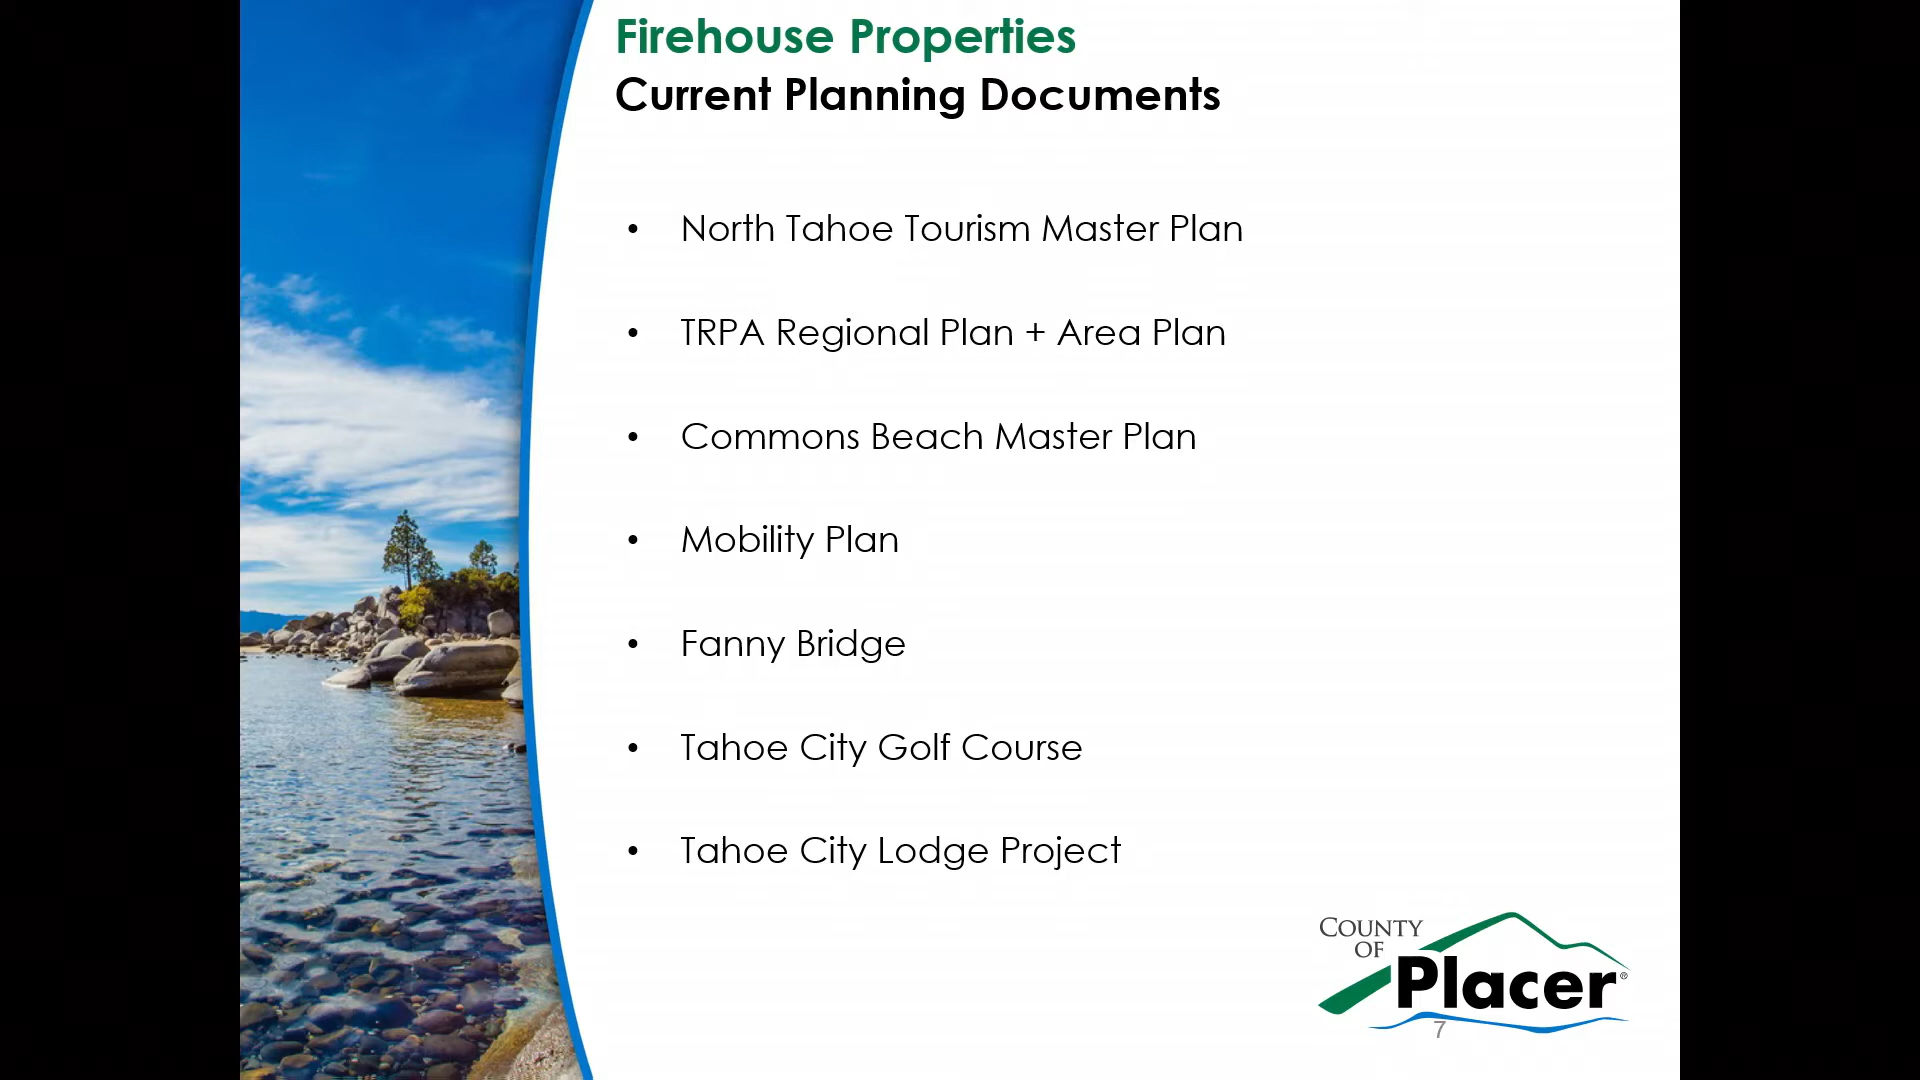 Firehouse Properties
Current Planning Documents
• North Tahoe Tourism Master Plan
• TRPA Regional Plan + Area Plan
• Commons Beach Master Plan
• Mobility Plan
• Fanny Bridge
• Tahoe City Golf Course
• Tahoe City Lodge Project
COUNTY
OF
Placer®
7